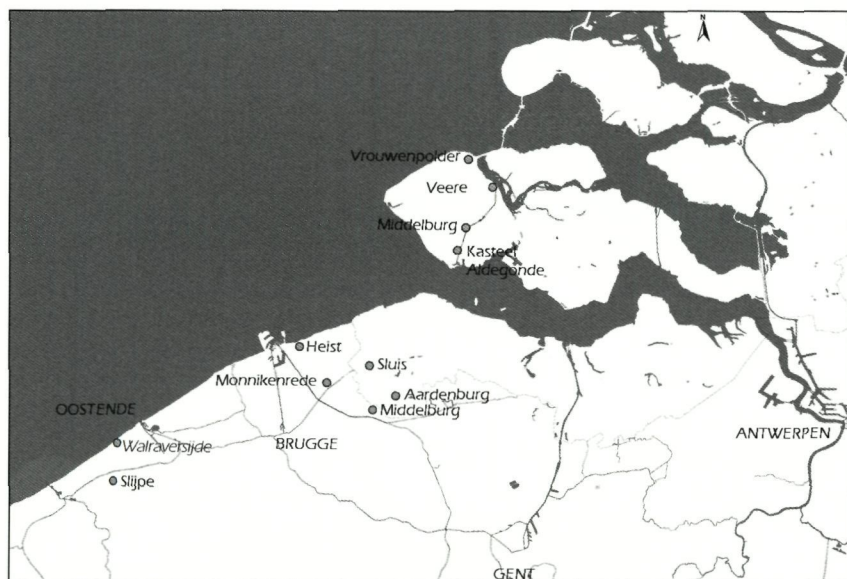 N
Vrouwenpolder
Veere
Middelburg
Kasteel
Aldegonde
Heist
Sluis
Monnikenrede
Aardenburg
Middelburg
OOSTENDE
BRUGGE
ANTWERPEN
Walraversijde
Slijpe
GENT